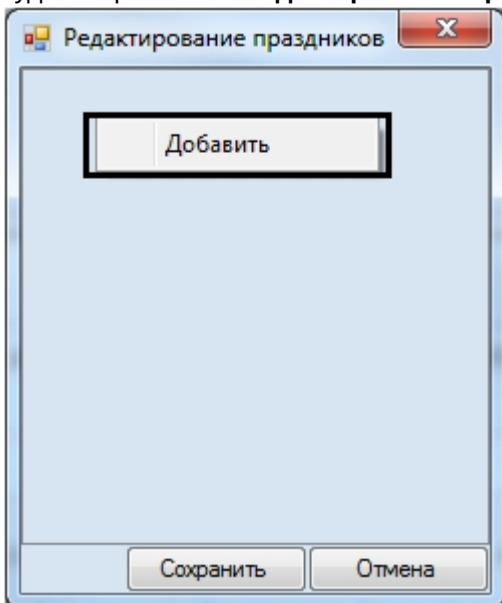 Редактирование праздников
Добавить
Сохранить
Отмена